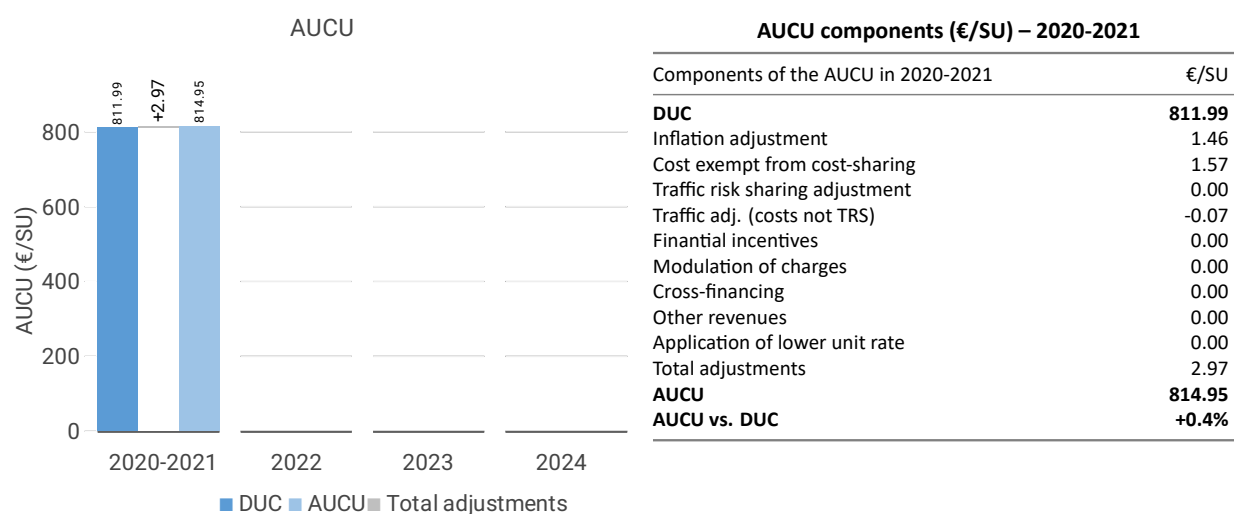 AUCU
AUCU (€/SU)
800
600
400
200
0
811.99
+2.97
814.95
2020-2021
2022
2023
2024
DUC AUCU Total adjustments
AUCU components (€/SU) – 2020-2021
Components of the AUCU in 2020-2021 €/SU
DUC 811.99
Inflation adjustment 1.46
Cost exempt from cost-sharing 1.57
Traffic risk sharing adjustment 0.00
Traffic adj. (costs not TRS) -0.07
Finantial incentives 0.00
Modulation of charges 0.00
Cross-financing 0.00
Other revenues 0.00
Application of lower unit rate 0.00
Total adjustments 2.97
AUCU 814.95
AUCU vs. DUC +0.4%